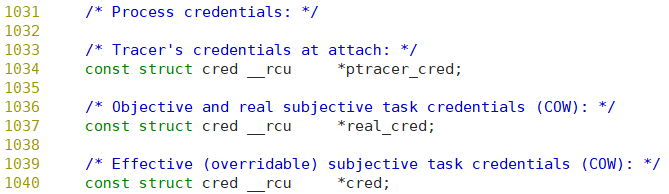 1031 /* Process credentials: */
1032
1033 /* Tracer's credentials at attach: */
1034 const struct cred __rcu *ptracer_cred;
1035
1036 /* Objective and real subjective task credentials (COW): */
1037 const struct cred __rcu *real_cred;
1038
1039 /* Effective (overridable) subjective task credentials (COW): */
1040 const struct cred __rcu *cred;